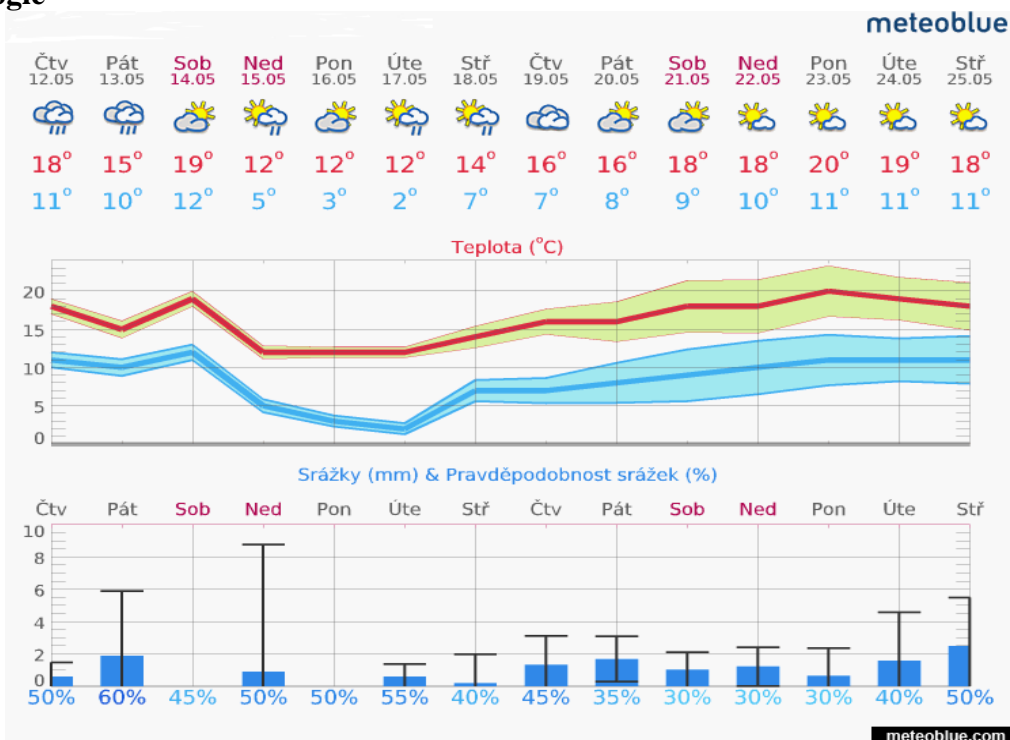 meteoblue
Čtv Pát Sob Ned Pon Úte Stř Čtv Pát Sob Ned Pon Úte Stř
12.05 13.05 14.05 15.05 16.05 17.05 18.05 19.05 20.05 21.05 22.05 23.05 24.05 25.05
18° 15° 19° 12° 12° 12° 14° 16° 16° 18° 18° 20° 19° 18°
11° 10° 12° 5° 3° 2° 7° 7° 8° 9° 10° 11° 11° 11°
Teplota (°C)
20
15
10
5
0
Srážky (mm) & Pravděpodobnost srážek (%)
Čtv Pát Sob Ned Pon Úte Stř Čtv Pát Sob Ned Pon Úte Stř
10
8
6
4
2
0
50% 60% 45% 50% 50% 55% 40% 45% 35% 30% 30% 30% 40% 50%
meteoblue.com